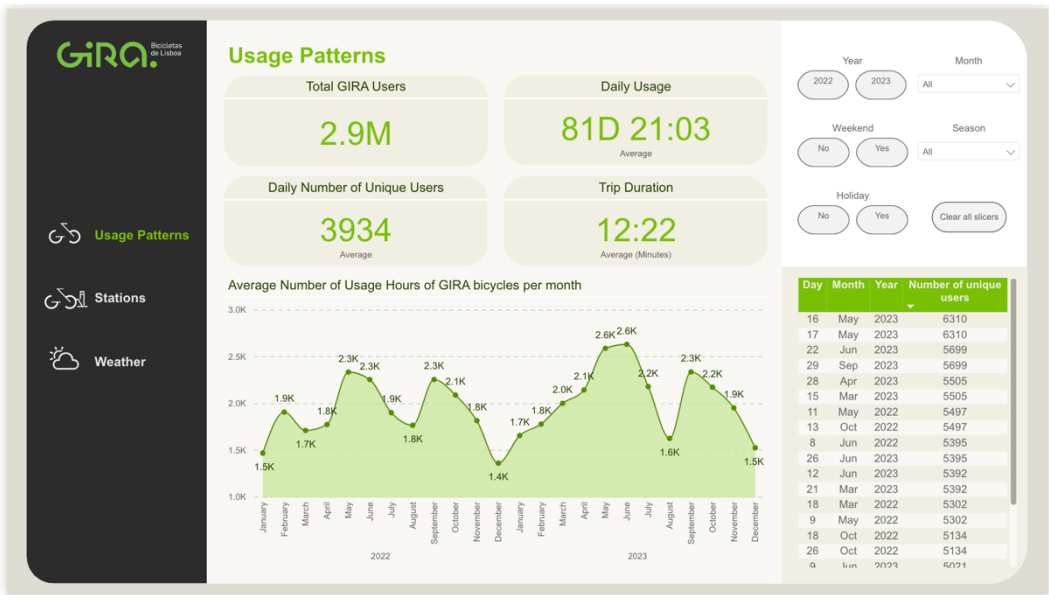 GiRA.
Bicicletas
de Lisboa
Usage Patterns
Stations
Weather
Usage Patterns
Total GIRA Users
2.9M
Daily Usage
81D 21:03
Average
Daily Number of Unique Users
3934
Average
Trip Duration
12:22
Average (Minutes)
Average Number of Usage Hours of GIRA bicycles per month
3.0K
2.5K
2.0K
1.5K
1.0K
1.5K
1.9K
1.7K
1.8K
2.3K
2.3K
1.9K
1.8K
2.3K
2.1K
1.8K
1.4K
1.7K
1.8K
2.0K
2.1K
2.6K
2.6K
2.2K
1.6K
2.3K
2.2K
1.9K
1.5K
January
February
March
April
May
June
July
August
September
October
November
December
January
February
March
April
May
June
July
August
September
October
November
December
2022
2023
Year
2022 2023
Month
All
Weekend
No Yes
Season
All
Holiday
No Yes
Clear all slicers
Day Month Year Number of unique
users
16 May 2023 6310
17 May 2023 6310
22 Jun 2023 5699
29 Sep 2023 5699
28 Apr 2023 5505
15 Mar 2023 5505
11 May 2022 5497
13 Oct 2022 5497
8 Jun 2022 5395
26 Jun 2023 5395
12 Jun 2023 5392
21 Mar 2023 5392
18 Mar 2022 5302
9 May 2022 5302
18 Oct 2022 5134
26 Oct 2022 5134
9 Jun 2023 5021